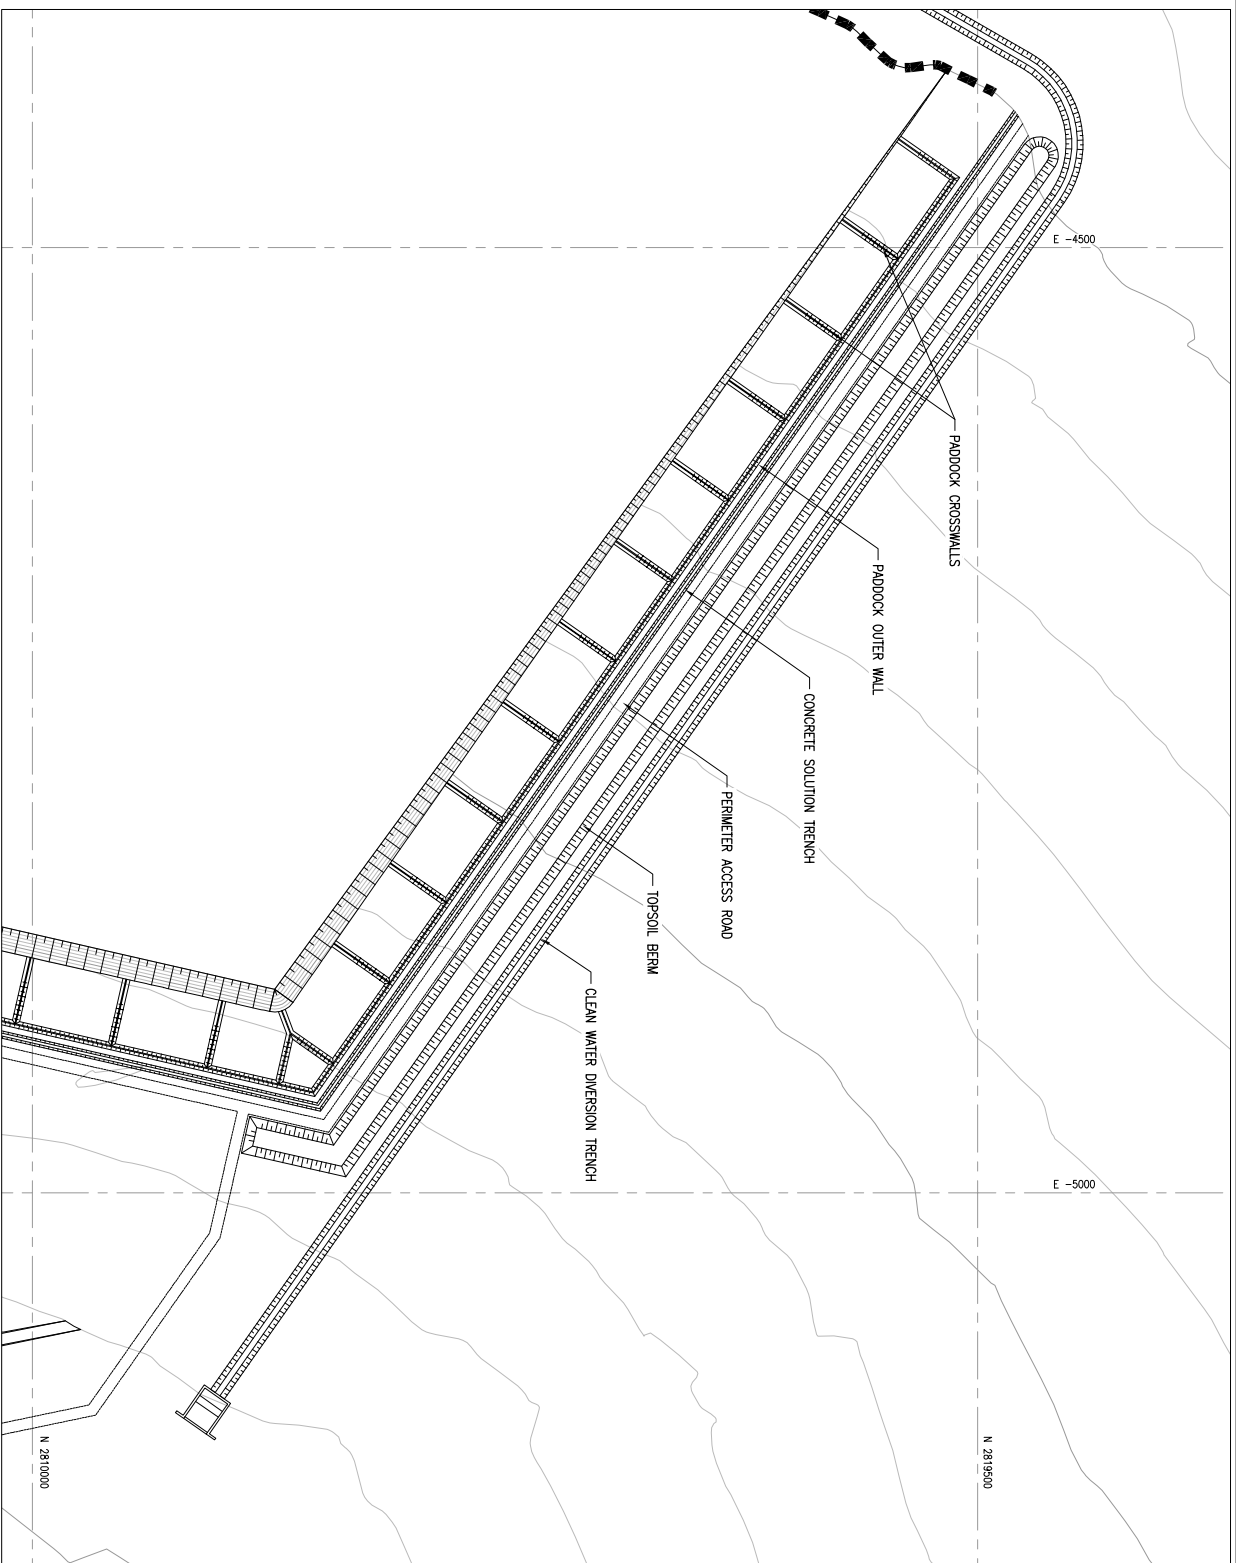 E -4500
PADDOCK CROSSWALLS
PADDOCK OUTER WALL
CONCRETE SOLUTION TRENCH
PERIMETER ACCESS ROAD
TOPSOIL BERM
CLEAN WATER DIVERSION TRENCH
E -5000
N 2819500
N 2810000